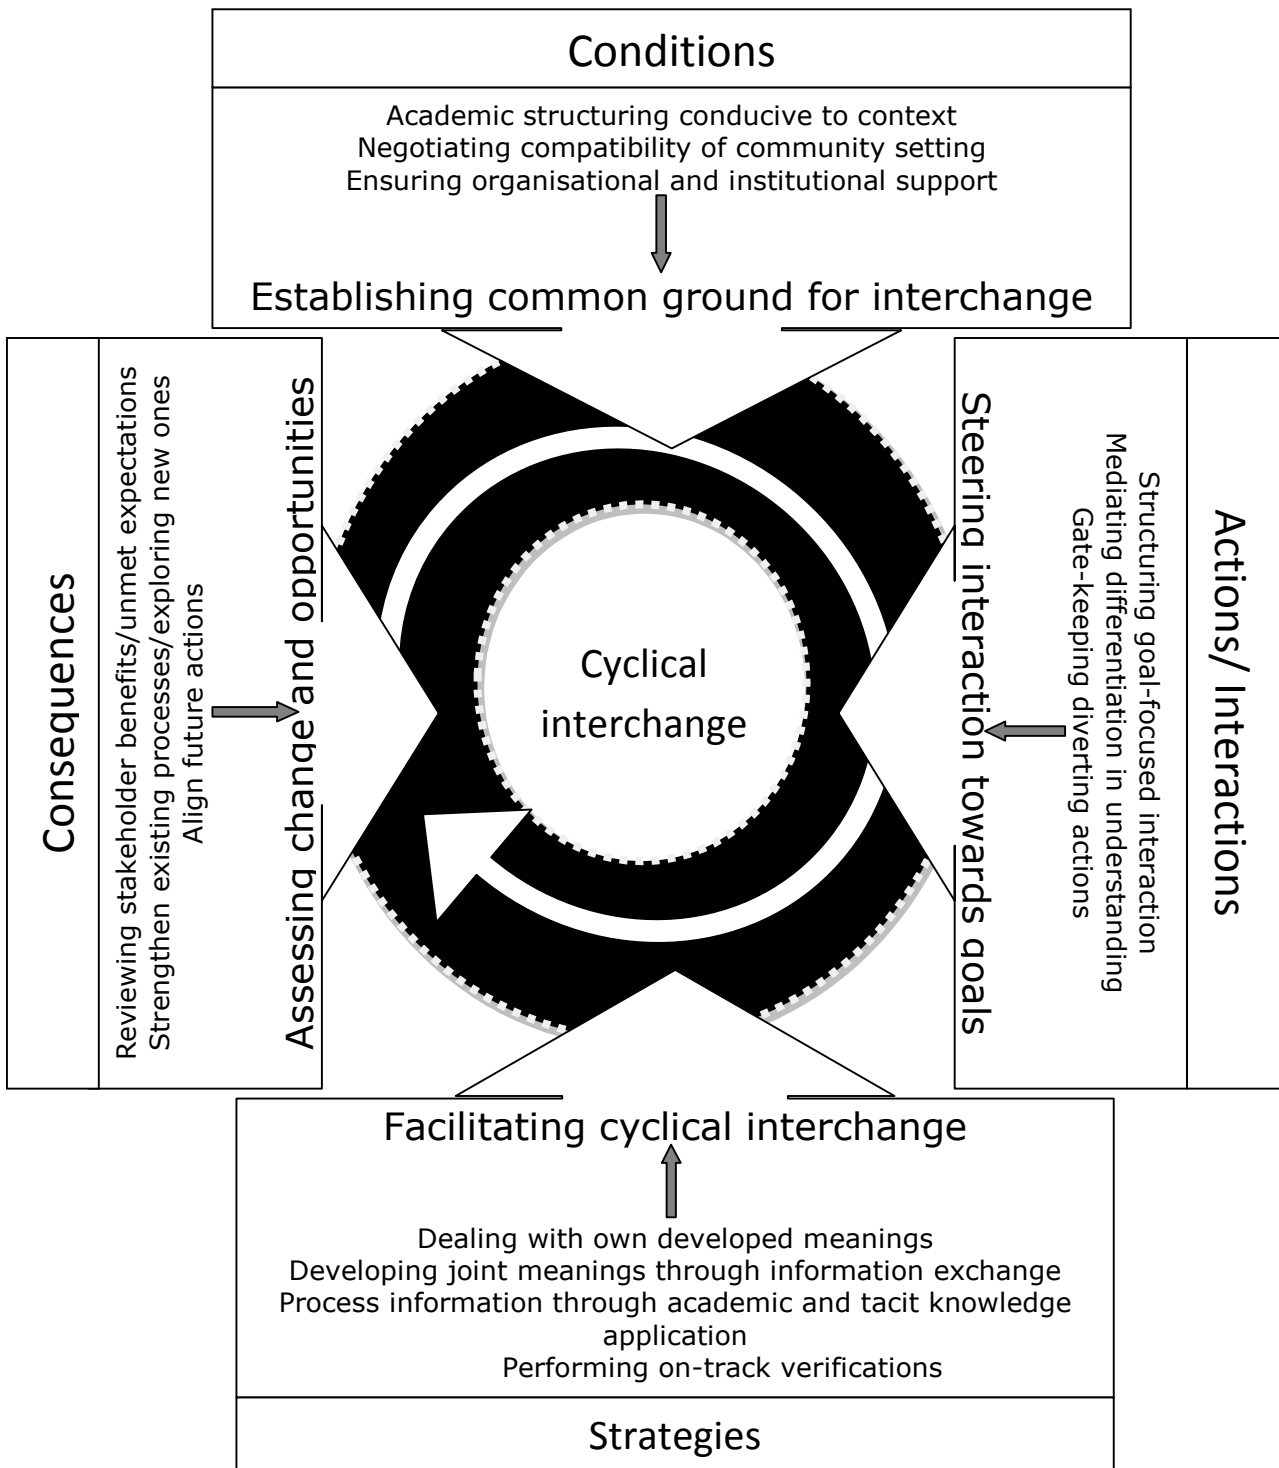 Conditions
Academic structuring conducive to context
Negotiating compatibility of community setting
Ensuring organisational and institutional support
Establishing common ground for interchange
Consequences
Reviewing stakeholder benefits/unmet expectations
Strengthen existing processes/exploring new ones
Align future actions
Assessing change and opportunities
Cyclical
interchange
Steering interaction towards goals
Structuring goal-focused interaction
Mediating differentiation in understanding
Gate-keeping diverting actions
Actions/ Interactions
Facilitating cyclical interchange
Dealing with own developed meanings
Developing joint meanings through information exchange
Process information through academic and tacit knowledge
application
Performing on-track verifications
Strategies